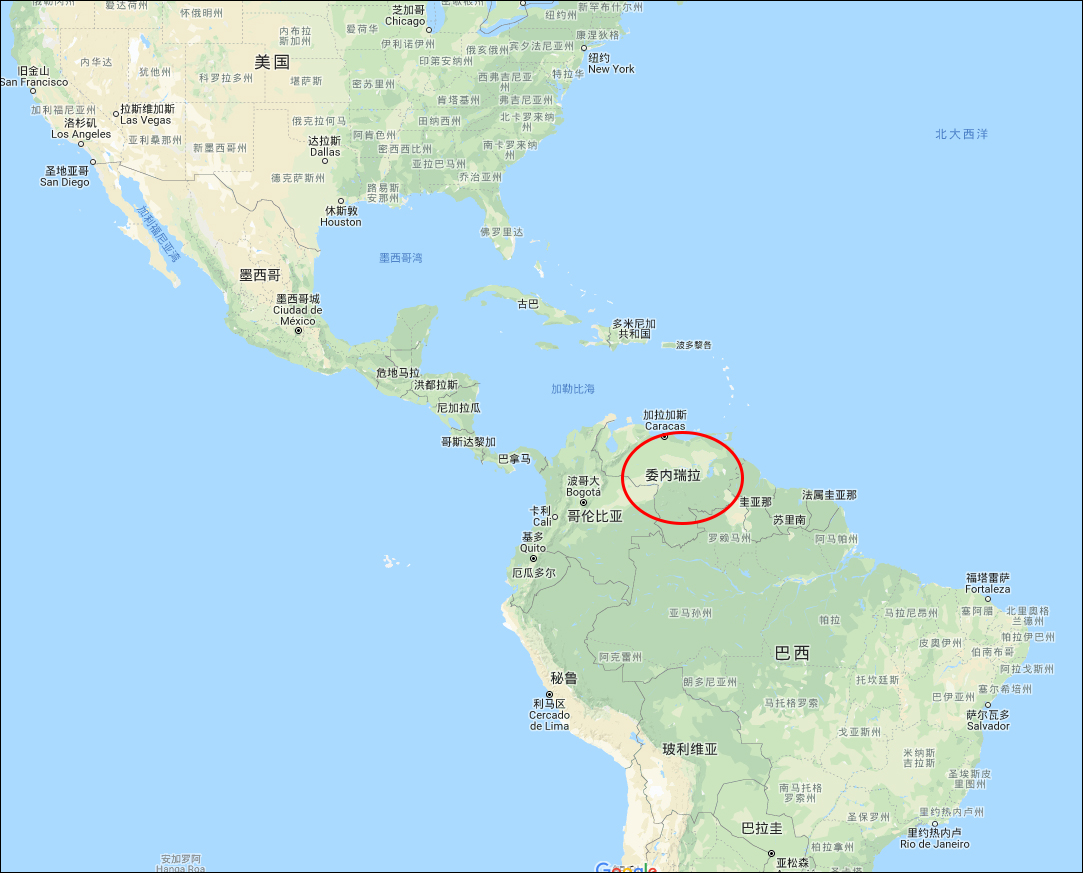 怀俄明州
爱达荷州
芝加哥
Chicago
爱荷华
内布拉
斯加州
纽约州
新罕布什尔州
康涅狄格
伊利诺伊州
俄亥俄州
宾夕法尼亚州
印第安纳州
纽约
New York
美国
内华达
犹他州
科罗拉多州
堪萨斯
密苏里州
西弗吉尼亚
州
特拉华
旧金山
San Francisco
肯塔基州
弗吉尼亚州
拉斯维加斯
Las Vegas
加利福尼亚州
洛杉矶
Los Angeles
亚利桑那州
新墨西哥州
俄克拉何马
田纳西州
北卡罗来纳
州
阿肯色州
密西西比州
南卡罗来纳
州
北大西洋
达拉斯
Dallas
亚拉巴马州
乔治亚州
圣地亚哥
San Diego
德克萨斯州
路易斯
安那州
休斯敦
Houston
加利福尼亚湾
佛罗里达
墨西哥湾
墨西哥
墨西哥城
Ciudad de
México
古巴
多米尼加
共和国
波多黎各
危地马拉
洪都拉斯
加勒比海
尼加拉瓜
加拉加斯
Caracas
哥斯达黎加
巴拿马
委内瑞拉
波哥大
Bogotá
圭亚那
法属圭亚那
卡利
Cali
哥伦比亚
苏里南
基多
Quito
罗赖马州
阿马帕州
厄瓜多尔
福塔雷萨
Fortaleza
亚马孙州
帕拉
马拉尼昂州
塞阿腊
北里奥格
兰德州
皮奥伊州
帕拉伊巴州
伯南布哥
阿克雷州
巴西
阿拉戈斯州
秘鲁
朗多尼亚州
托坎廷斯
塞尔希培州
利马区
Cercado
de Lima
马托格罗索
巴伊亚州
萨尔瓦多
Salvador
戈亚斯州
玻利维亚
米纳斯
吉拉斯
圣埃斯皮
里图州
南马托格
罗索州
里约热内卢州
圣保罗州
巴拉圭
里约热内卢
Rio de Janeiro
柏拉拿州
安加罗阿
Hanga Roa
亚松森
Google